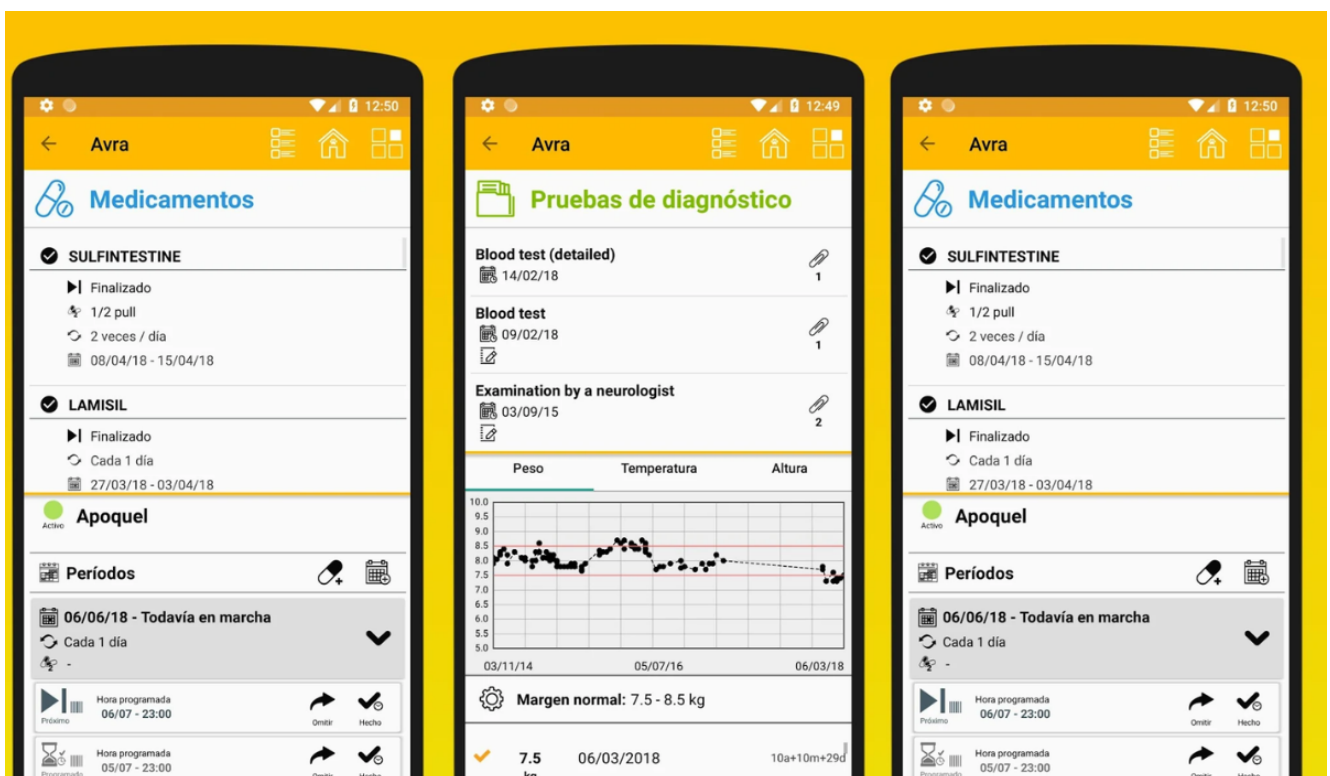 12:50
Avra
Medicamentos
SULFINTESTINE
Finalizado
1/2 pull
2 veces / día
08/04/18 - 15/04/18
LAMISIL
Finalizado
Cada 1 día
27/03/18 - 03/04/18
Activo
Apoquel
Períodos
06/06/18 - Todavía en marcha
Cada 1 día
-
Hora programada
06/07 - 23:00
Próximo
Omitir
Hecho
Hora programada
05/07 - 23:00
Programado
Omitir
Hecho
12:49
Avra
Pruebas de diagnóstico
Blood test (detailed)
14/02/18
1
Blood test
09/02/18
1
Examination by a neurologist
03/09/15
2
Peso Temperatura Altura
10.0
9.5
9.0
8.5
8.0
7.5
7.0
6.5
6.0
5.5
5.0
03/11/14 05/07/16 06/03/18
Margen normal: 7.5 - 8.5 kg
7.5 06/03/2018 10a+10m+29d
kg
12:50
Avra
Medicamentos
SULFINTESTINE
Finalizado
1/2 pull
2 veces / día
08/04/18 - 15/04/18
LAMISIL
Finalizado
Cada 1 día
27/03/18 - 03/04/18
Activo
Apoquel
Períodos
06/06/18 - Todavía en marcha
Cada 1 día
-
Hora programada
06/07 - 23:00
Próximo
Omitir
Hecho
Hora programada
05/07 - 23:00
Programado
Omitir
Hecho